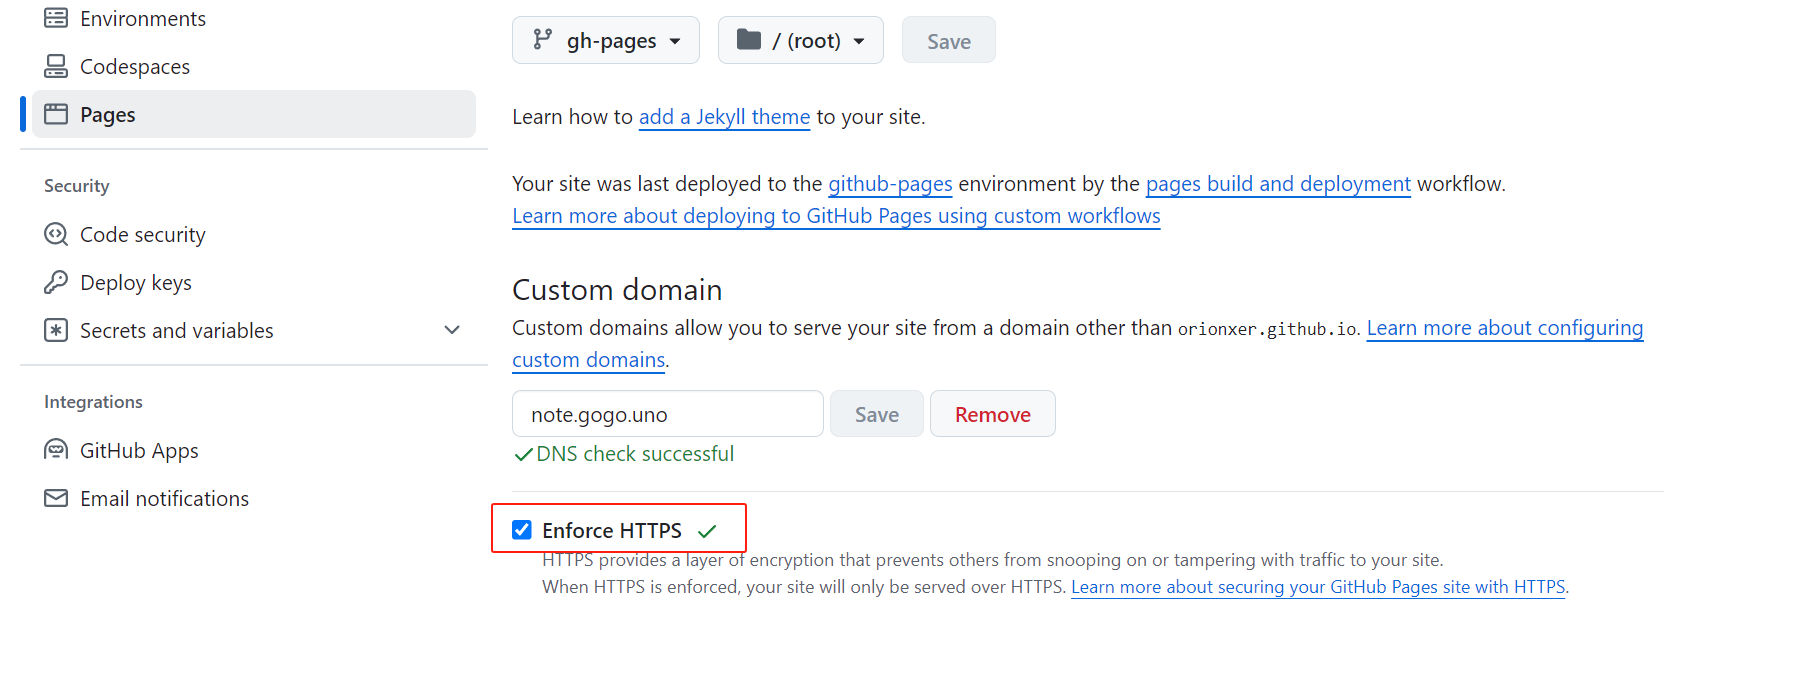 Environments
Codespaces
Pages
Security
Code security
Deploy keys
Secrets and variables
Integrations
GitHub Apps
Email notifications
gh-pages / (root) Save
Learn how to add a Jekyll theme to your site.
Your site was last deployed to the github-pages environment by the pages build and deployment workflow.
Learn more about deploying to GitHub Pages using custom workflows
Custom domain
Custom domains allow you to serve your site from a domain other than orionxer.github.io. Learn more about configuring
custom domains.
note.gogo.uno Save Remove
DNS check successful
Enforce HTTPS
HTTPS provides a layer of encryption that prevents others from snooping on or tampering with traffic to your site.
When HTTPS is enforced, your site will only be served over HTTPS. Learn more about securing your GitHub Pages site with HTTPS.